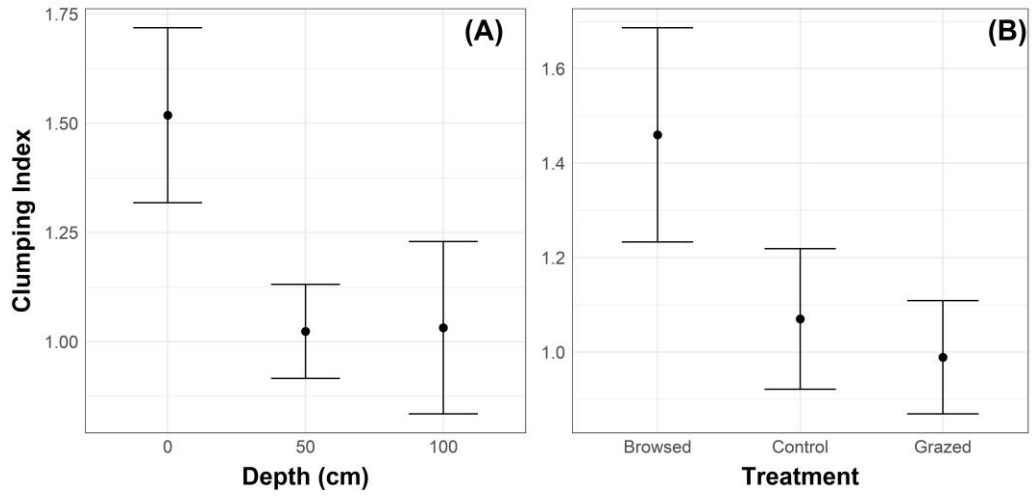 (A)
Clumping Index
1.75
1.50
1.25
1.00
0
50
100
Depth (cm)
(B)
1.6
1.4
1.2
1.0
Browsed
Control
Grazed
Treatment